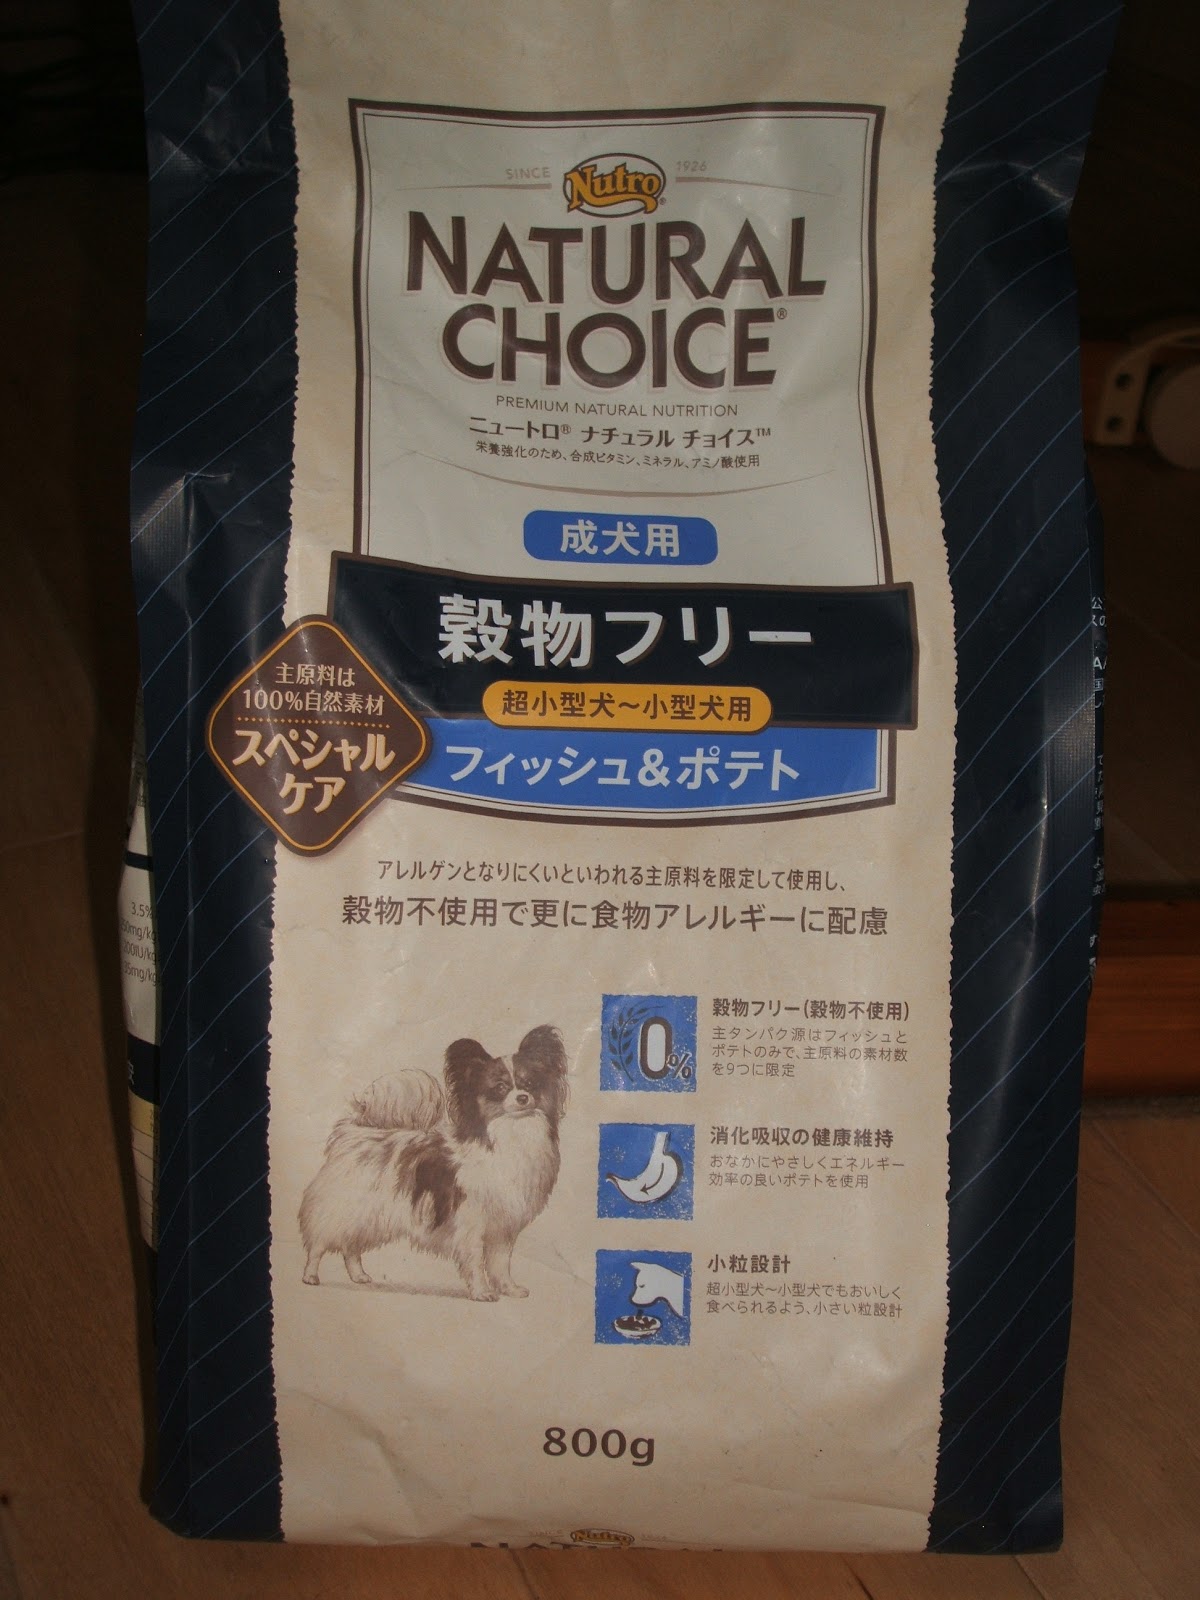 SINCE Nutro® 1926
NATURAL
CHOICE®
PREMIUM NATURAL NUTRITION
ニュートロ® ナチュラル チョイス™
栄養強化のため、合成ビタミン、ミネラル、アミノ酸使用
成犬用
穀物フリー
超小型犬～小型犬用
フィッシュ&ポテト
主原料は
100%自然素材
スペシャル
ケア
アレルゲンとなりにくいといわれる主原料を限定して使用し、
穀物不使用で更に食物アレルギーに配慮
0%
穀物フリー(穀物不使用)
主タンパク源はフィッシュと
ポテトのみで、主原料の素材数
を9つに限定
消化吸収の健康維持
おなかにやさしくエネルギー
効率の良いポテトを使用
小粒設計
超小型犬～小型犬でもおいしく
食べられるよう、小さい粒設計
800g
Nutro
3.5%
mg/kg
IU/kg
mg/kg